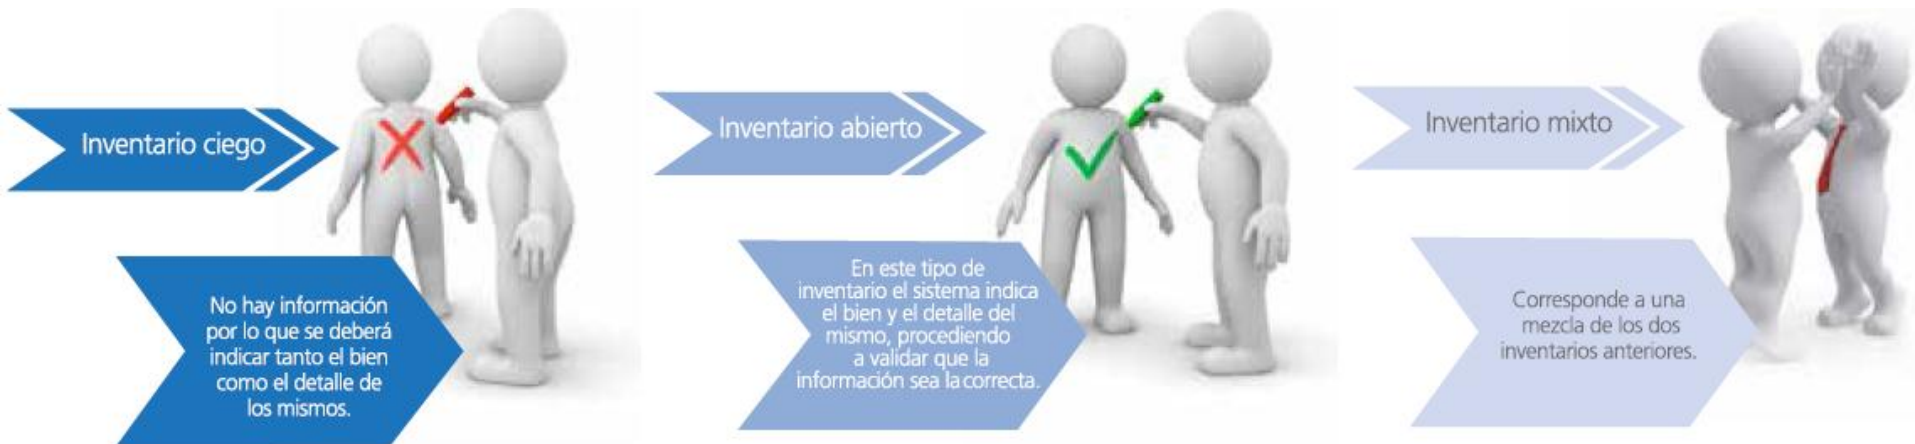 Inventario ciego
No hay información
por lo que se deberá
indicar tanto el bien
como el detalle de
los mismos.
Inventario abierto
En este tipo de
inventario el sistema indica
el bien y el detalle del
mismo, procediendo
a validar que la
información sea la correcta.
Inventario mixto
Corresponde a una
mezcla de los dos
inventarios anteriores.